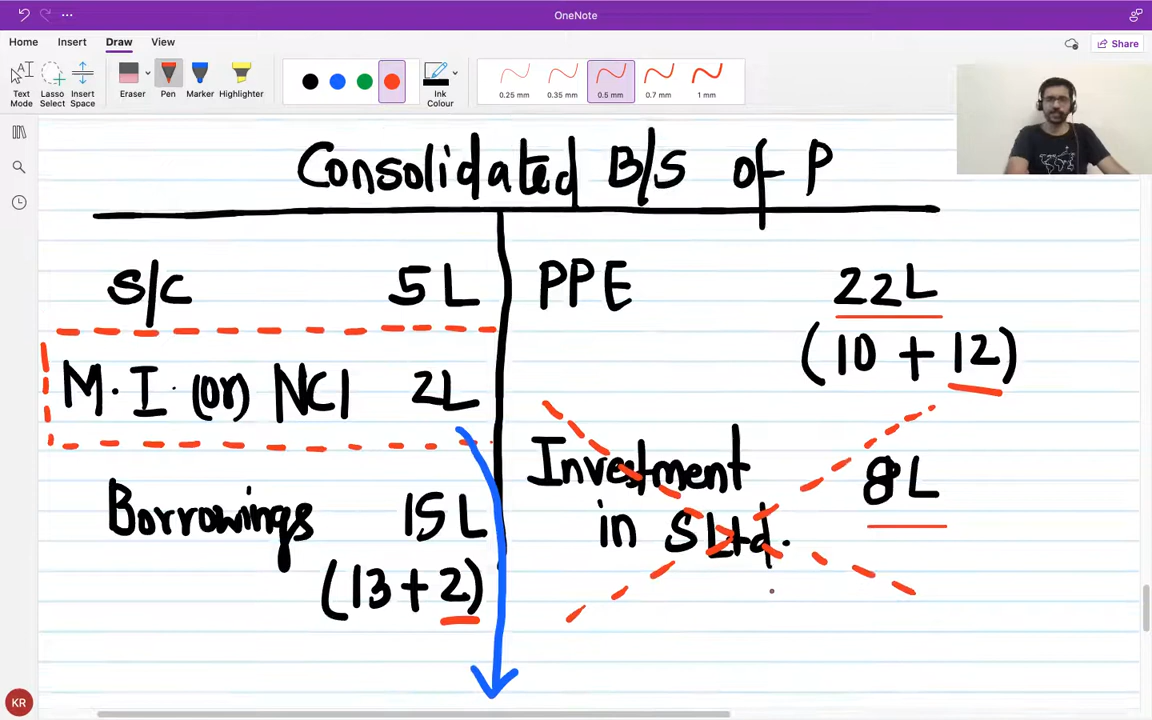 OneNote
Home Insert Draw View
Share
Text Mode
Lasso Select
Insert Space
Eraser
Pen
Marker
Highlighter
Ink Colour
0.25 mm
0.35 mm
0.5 mm
0.7 mm
1 mm
Consolidated B/S of P
S/C 5L
PPE 22L
(10 + 12)
M.I. (or) NCI 2L
Investment in S Ltd. 8L
Borrowings 15L
(13 + 2)
KR